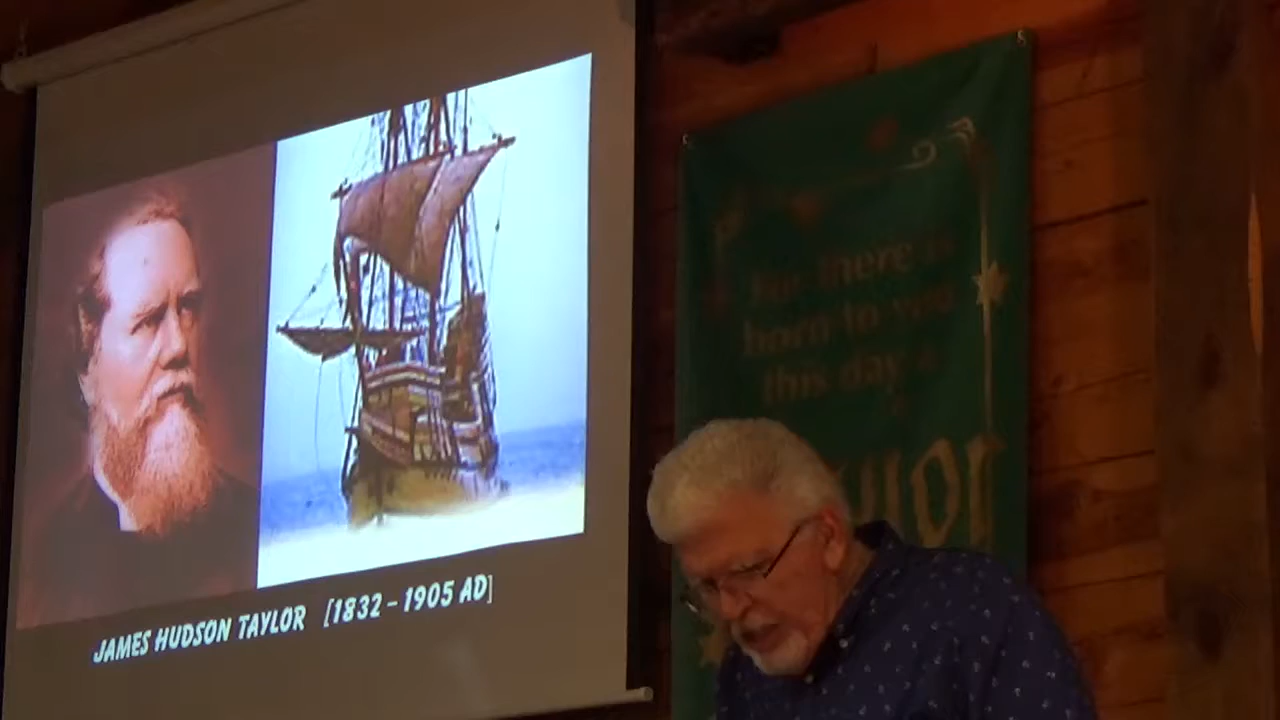 JAMES HUDSON TAYLOR [1832 – 1905 AD]
For there is
born to you
this day a